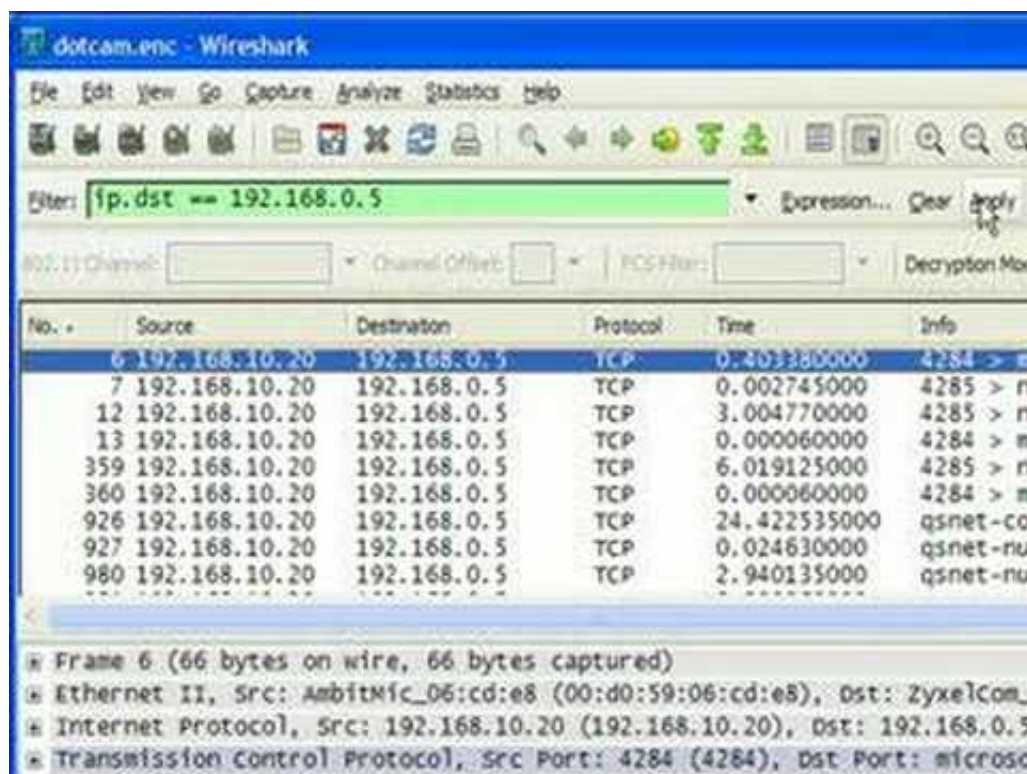 dotcam.enc - Wireshark
File Edit View Go Capture Analyze Statistics Help
Filter: ip.dst == 192.168.0.5 Expression... Clear Apply
802.11 Channel: Channel Offset: FCS Filter: Decryption Mod
No. Source Destination Protocol Time Info
6 192.168.10.20 192.168.0.5 TCP 0.403380000 4284 > m
7 192.168.10.20 192.168.0.5 TCP 0.002745000 4285 > n
12 192.168.10.20 192.168.0.5 TCP 3.004770000 4285 > n
13 192.168.10.20 192.168.0.5 TCP 0.000060000 4284 > m
359 192.168.10.20 192.168.0.5 TCP 6.019125000 4285 > n
360 192.168.10.20 192.168.0.5 TCP 0.000060000 4284 > m
926 192.168.10.20 192.168.0.5 TCP 24.422535000 qsnet-co
927 192.168.10.20 192.168.0.5 TCP 0.024630000 qsnet-nu
980 192.168.10.20 192.168.0.5 TCP 2.940135000 qsnet-nu
Frame 6 (66 bytes on wire, 66 bytes captured)
Ethernet II, Src: AmbitMic_06:cd:e8 (00:d0:59:06:cd:e8), Dst: ZyxelCom_
Internet Protocol, Src: 192.168.10.20 (192.168.10.20), Dst: 192.168.0.5
Transmission Control Protocol, Src Port: 4284 (4284), Dst Port: microso